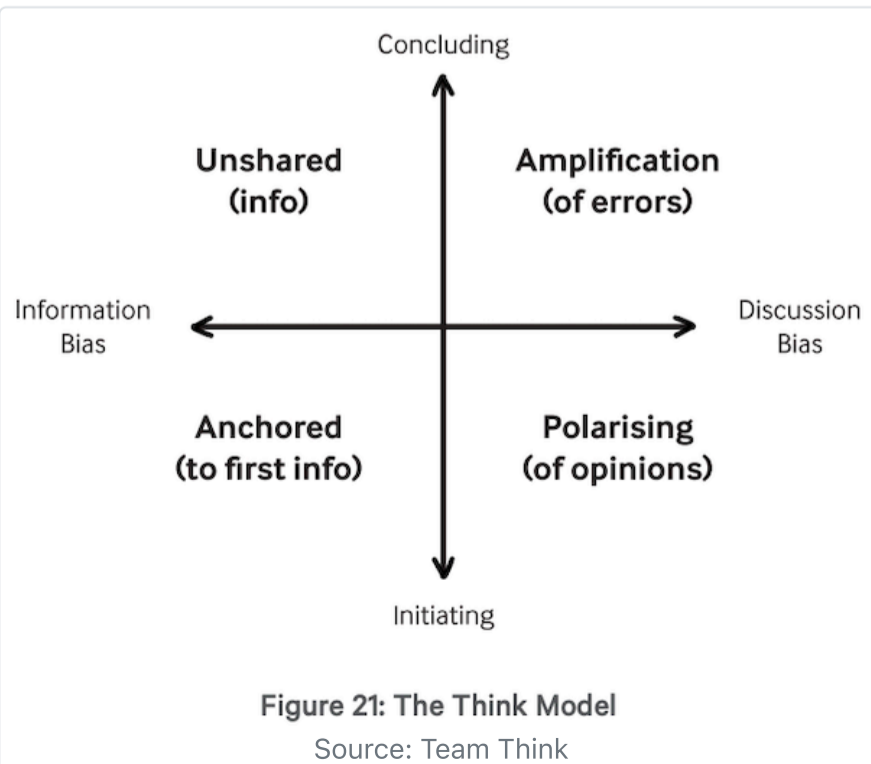 Concluding
Unshared
(info)
Amplification
(of errors)
Information
Bias
Discussion
Bias
Anchored
(to first info)
Polarising
(of opinions)
Initiating
Figure 21: The Think Model
Source: Team Think